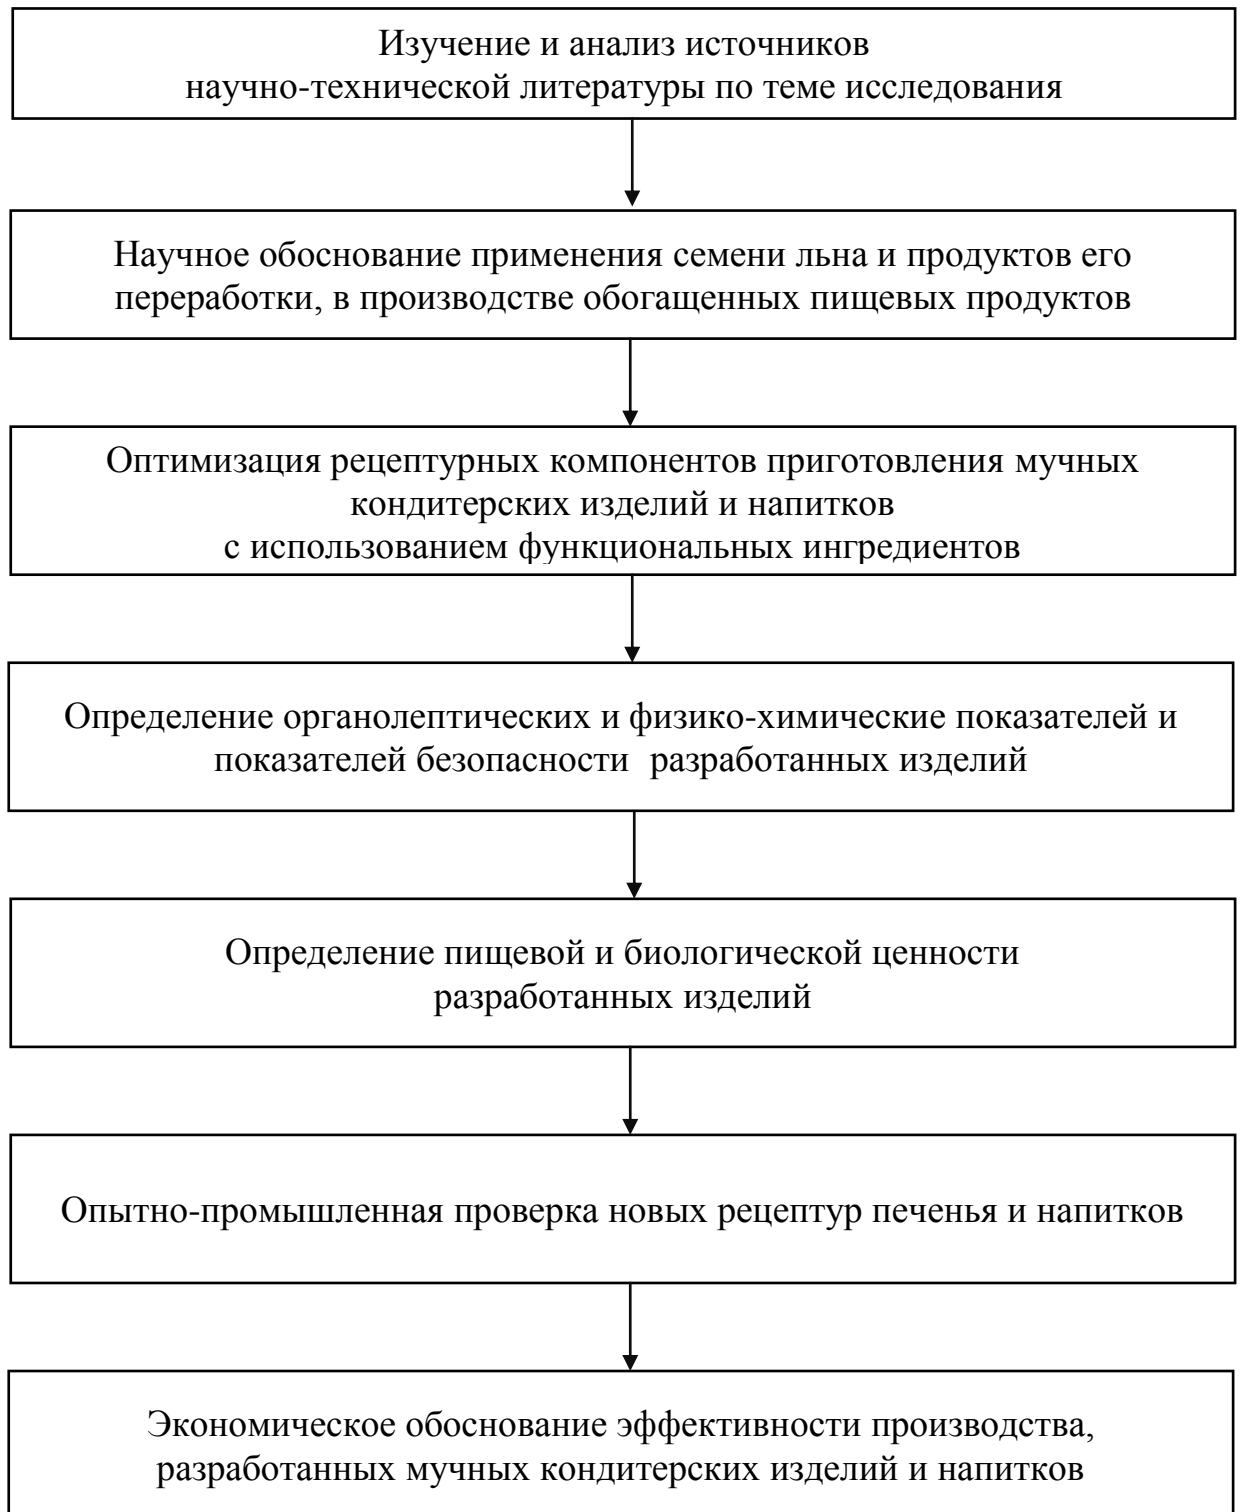 Изучение и анализ источников
научно-технической литературы по теме исследования
Научное обоснование применения семени льна и продуктов его
переработки, в производстве обогащенных пищевых продуктов
Оптимизация рецептурных компонентов приготовления мучных
кондитерских изделий и напитков
с использованием функциональных ингредиентов
Определение органолептических и физико-химические показателей и
показателей безопасности разработанных изделий
Определение пищевой и биологической ценности
разработанных изделий
Опытно-промышленная проверка новых рецептур печенья и напитков
Экономическое обоснование эффективности производства,
разработанных мучных кондитерских изделий и напитков